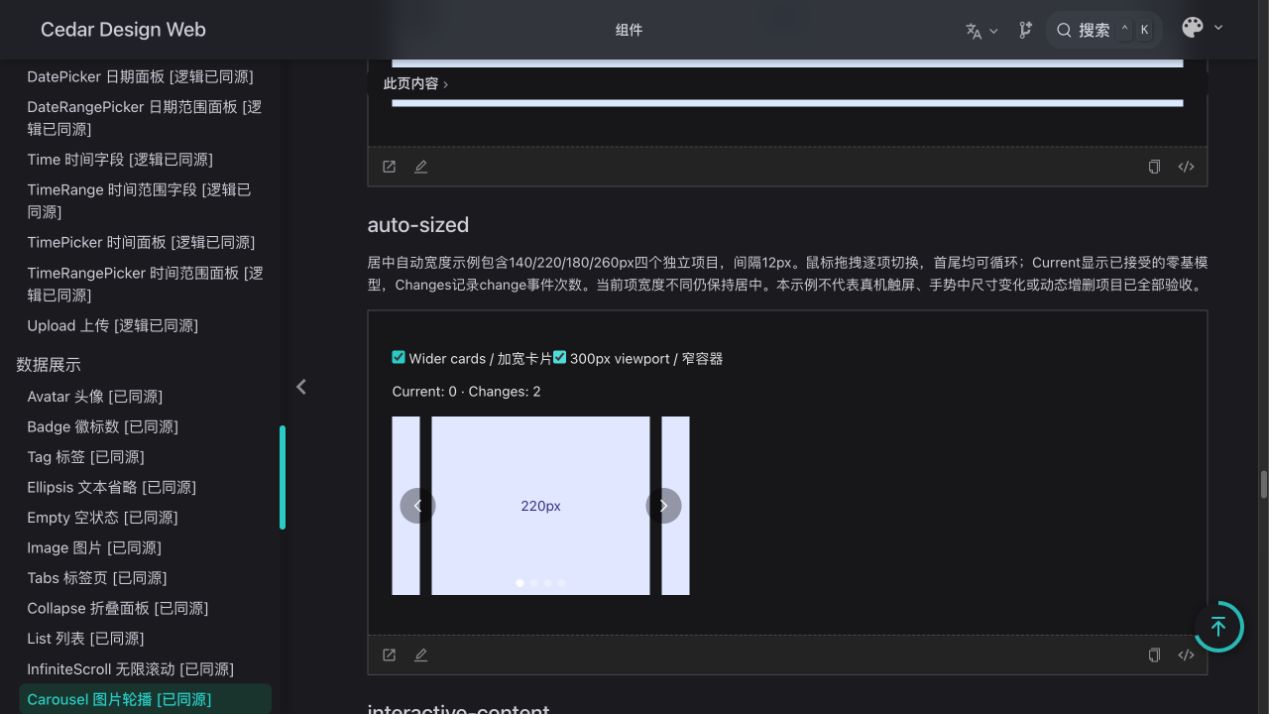 Cedar Design Web
组件
搜索 ^ K
DatePicker 日期面板 [逻辑已同源]
DateRangePicker 日期范围面板 [逻
辑已同源]
Time 时间字段 [逻辑已同源]
TimeRange 时间范围字段 [逻辑已
同源]
TimePicker 时间面板 [逻辑已同源]
TimeRangePicker 时间范围面板 [逻
辑已同源]
Upload 上传 [逻辑已同源]
数据展示
Avatar 头像 [已同源]
Badge 徽标数 [已同源]
Tag 标签 [已同源]
Ellipsis 文本省略 [已同源]
Empty 空状态 [已同源]
Image 图片 [已同源]
Tabs 标签页 [已同源]
Collapse 折叠面板 [已同源]
List 列表 [已同源]
InfiniteScroll 无限滚动 [已同源]
Carousel 图片轮播 [已同源]
此页内容 ›
auto-sized
居中自动宽度示例包含140/220/180/260px四个独立项目，间隔12px。鼠标拖拽逐项切换，首尾均可循环；Current显示已接受的零基模
型，Changes记录change事件次数。当前项宽度不同仍保持居中。本示例不代表真机触屏、手势中尺寸变化或动态增删项目已全部验收。
Wider cards / 加宽卡片 300px viewport / 窄容器
Current: 0 · Changes: 2
220px
interactive-content